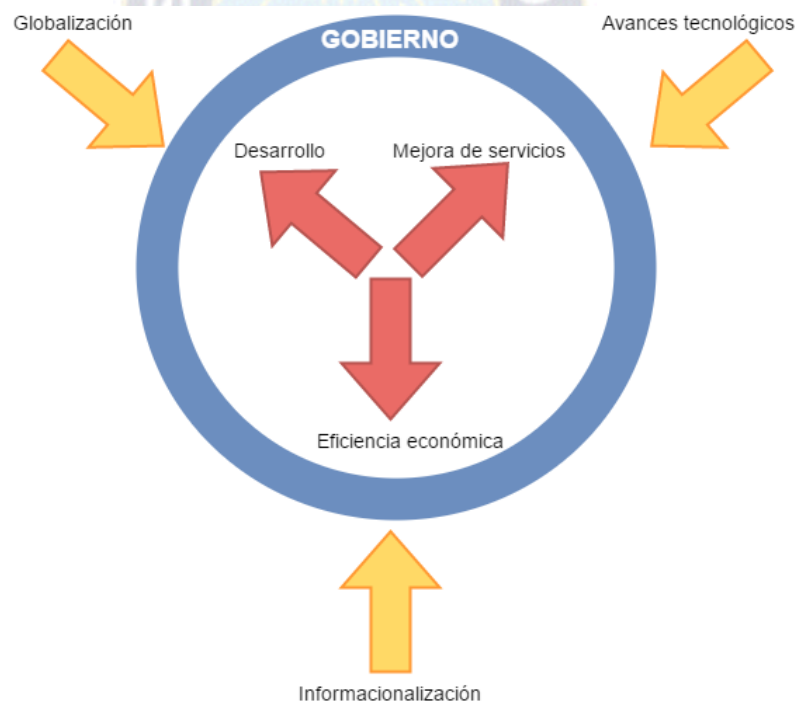 Globalización
GOBIERNO
Avances tecnológicos
Desarrollo
Mejora de servicios
Eficiencia económica
Informacionalización